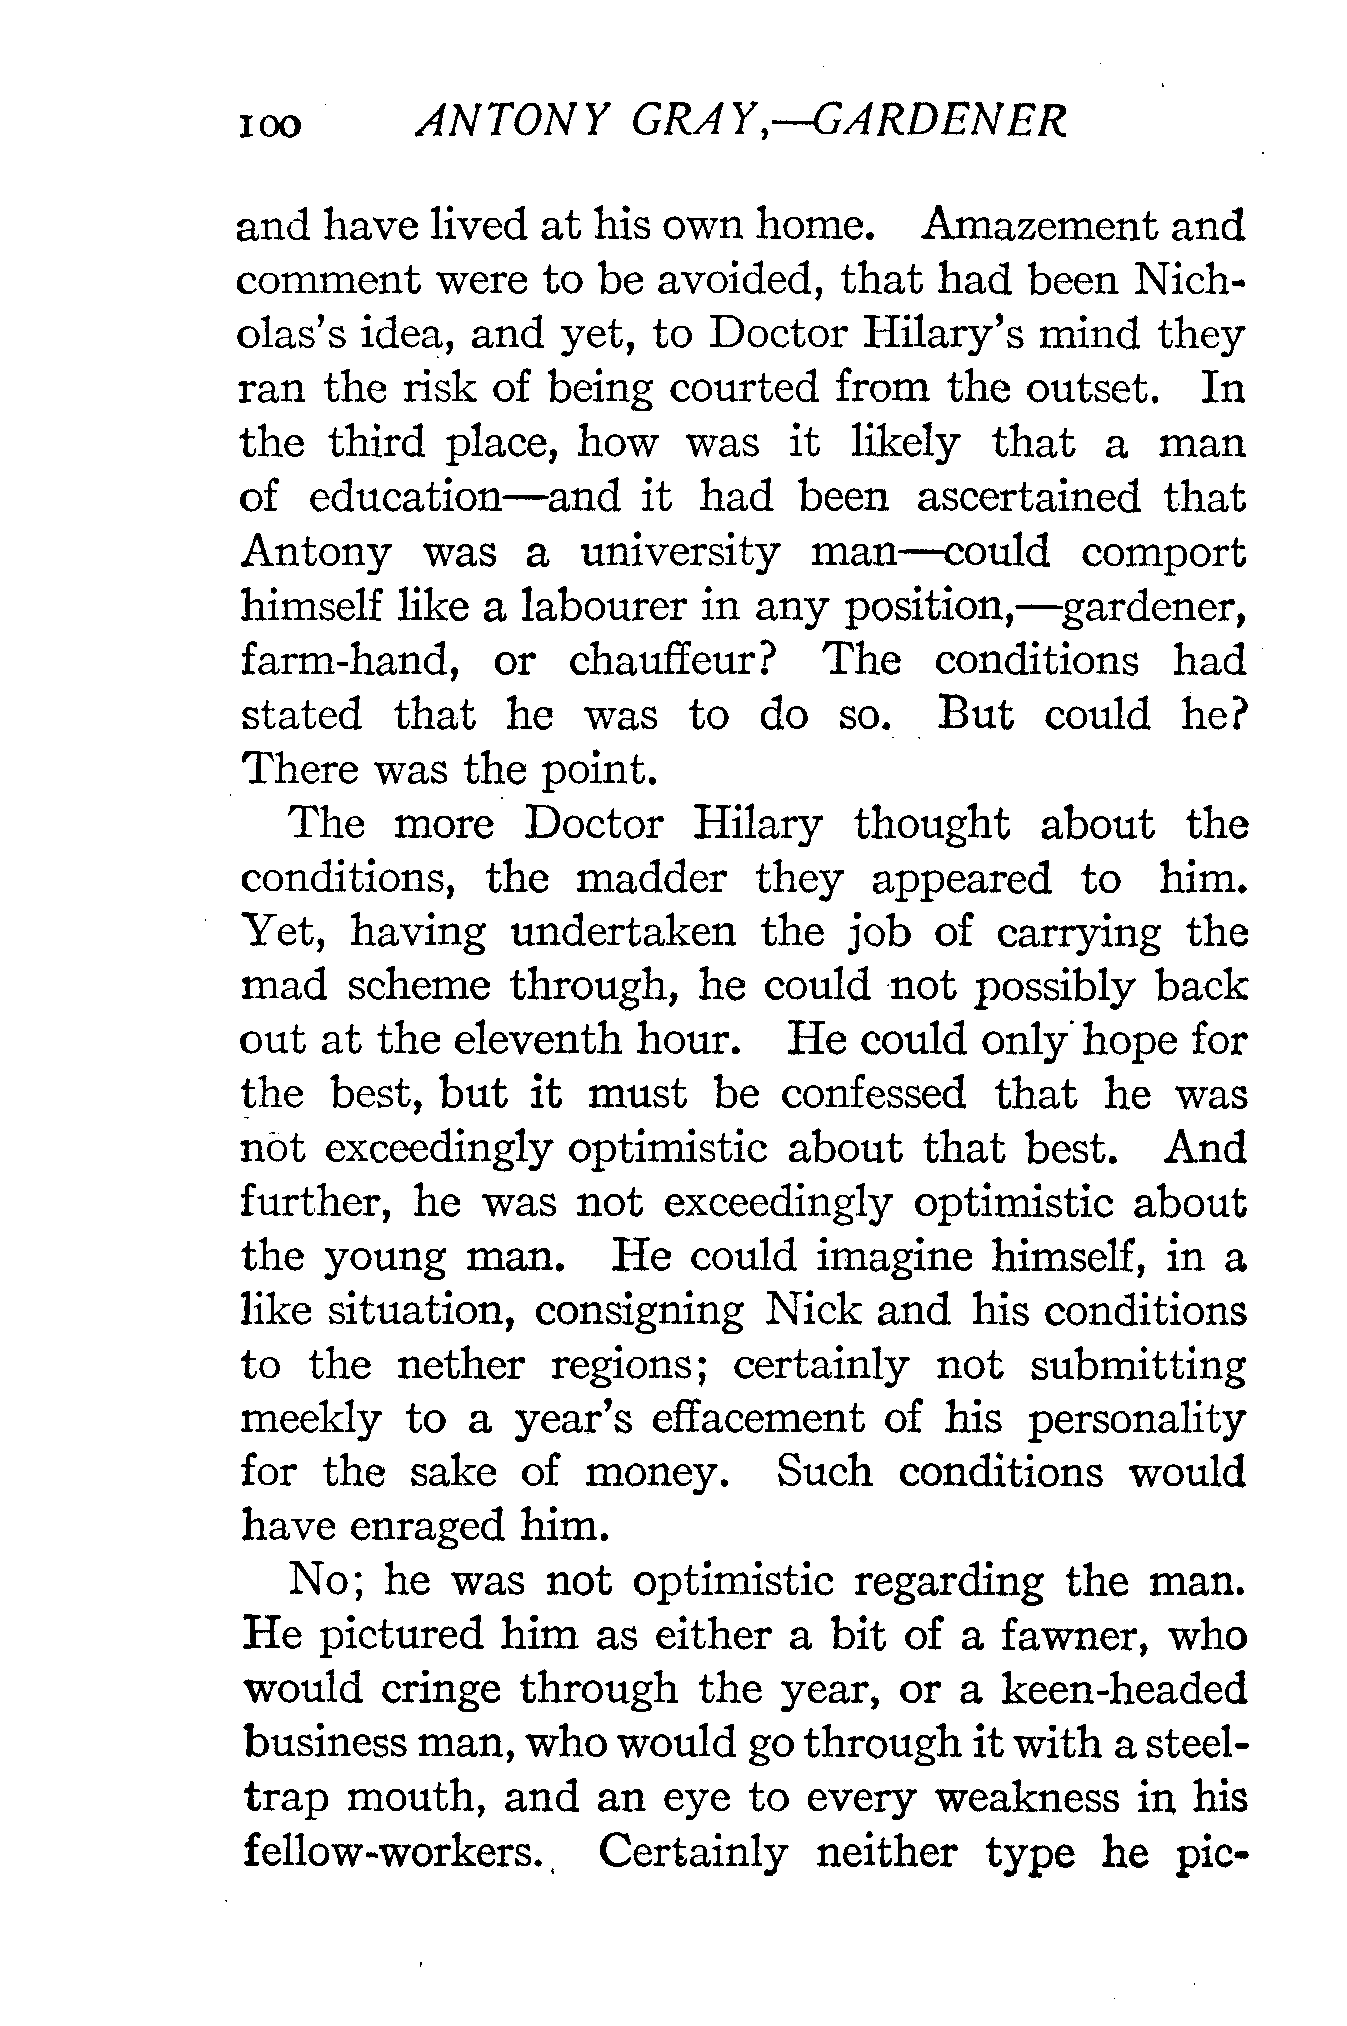 100 ANTONY GRAY,—GARDENER
and have lived at his own home. Amazement and
comment were to be avoided, that had been Nich-
olas's idea, and yet, to Doctor Hilary's mind they
ran the risk of being courted from the outset. In
the third place, how was it likely that a man
of education—and it had been ascertained that
Antony was a university man—could comport
himself like a labourer in any position,—gardener,
farm-hand, or chauffeur? The conditions had
stated that he was to do so. But could he?
There was the point.
The more Doctor Hilary thought about the
conditions, the madder they appeared to him.
Yet, having undertaken the job of carrying the
mad scheme through, he could not possibly back
out at the eleventh hour. He could only hope for
the best, but it must be confessed that he was
not exceedingly optimistic about that best. And
further, he was not exceedingly optimistic about
the young man. He could imagine himself, in a
like situation, consigning Nick and his conditions
to the nether regions; certainly not submitting
meekly to a year's effacement of his personality
for the sake of money. Such conditions would
have enraged him.
No; he was not optimistic regarding the man.
He pictured him as either a bit of a fawner, who
would cringe through the year, or a keen-headed
business man, who would go through it with a steel-
trap mouth, and an eye to every weakness in his
fellow-workers. Certainly neither type he pic-